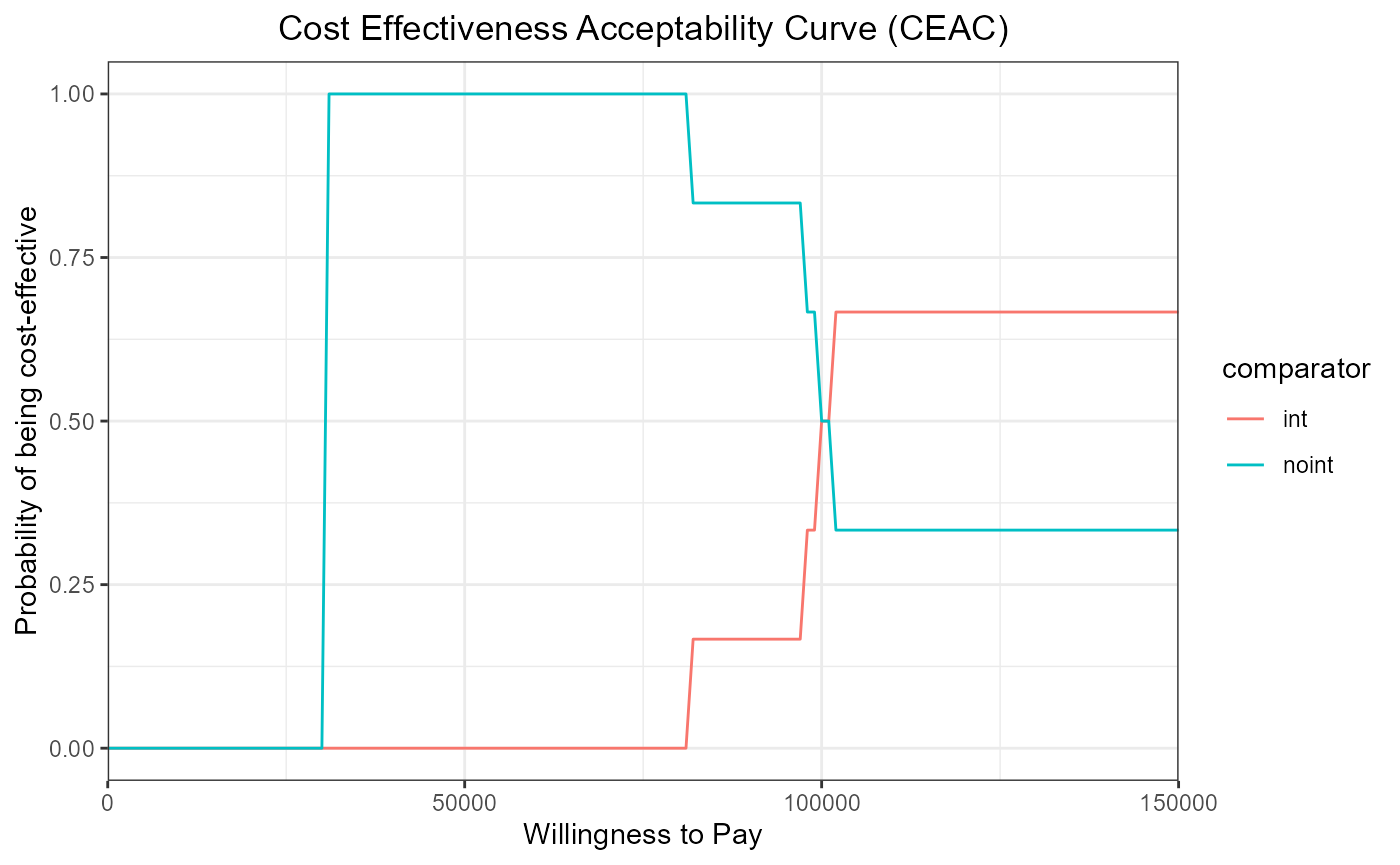 Cost Effectiveness Acceptability Curve (CEAC)
Probability of being cost-effective
1.00
0.75
0.50
0.25
0.00
0
50000
100000
150000
Willingness to Pay
comparator
int
noint